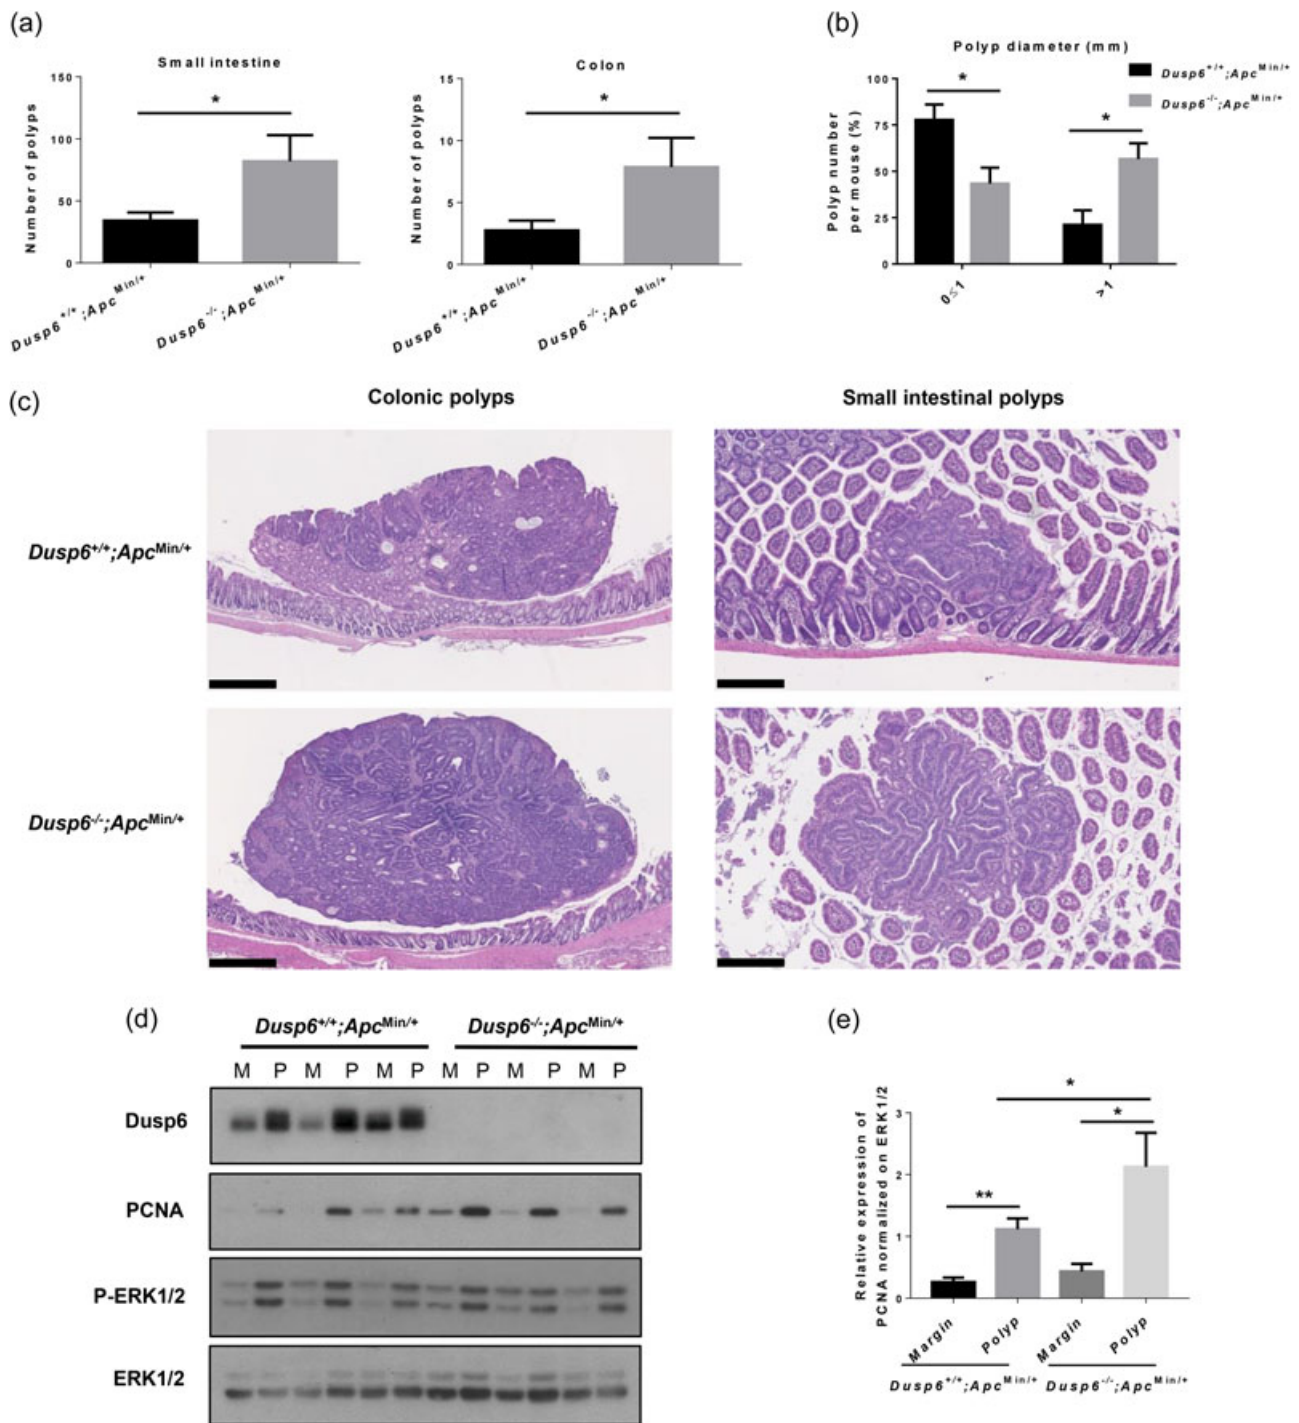 (a)
Small intestine
Number of polyps
150
100
50
0
*
Dusp6+/+;ApcMin/+
Dusp6-/-;ApcMin/+
Colon
Number of polyps
15
10
5
0
*
Dusp6+/+;ApcMin/+
Dusp6-/-;ApcMin/+
(b)
Polyp diameter (mm)
Polyp number
per mouse (%)
100
75
50
25
0
*
*
0≤1
>1
Dusp6+/+;ApcMin/+
Dusp6-/-;ApcMin/+
(c)
Colonic polyps
Small intestinal polyps
Dusp6+/+;ApcMin/+
Dusp6-/-;ApcMin/+
(d)
Dusp6+/+;ApcMin/+ Dusp6-/-;ApcMin/+
M P M P M P M P M P M P
Dusp6
PCNA
P-ERK1/2
ERK1/2
(e)
Relative expression of
PCNA normalized on ERK1/2
3
2
1
0
*
*
**
Margin
Polyp
Margin
Polyp
Dusp6+/+;ApcMin/+ Dusp6-/-;ApcMin/+